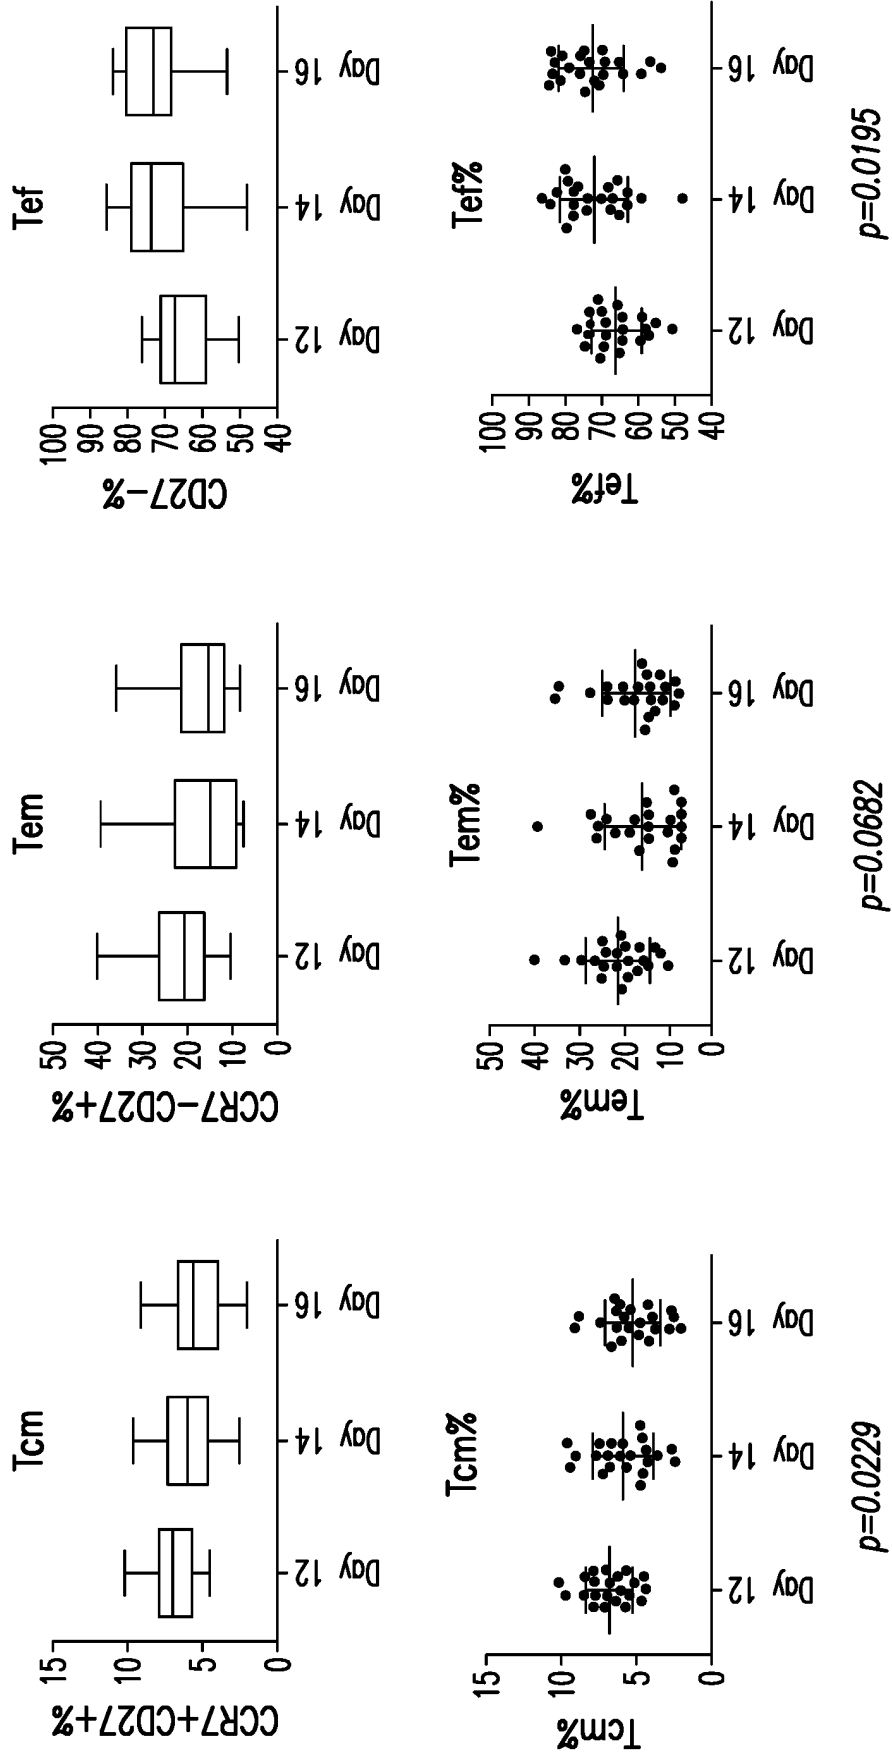 Tcm
CCR7+CD27+%
15
10
5
0
Day 12
Day 14
Day 16
Tem
CCR7-CD27+%
50
40
30
20
10
0
Day 12
Day 14
Day 16
Tef
CD27-%
100
90
80
70
60
50
40
Day 12
Day 14
Day 16
Tcm%
Tcm%
15
10
5
0
Day 12
Day 14
Day 16
p=0.0229
Tem%
Tem%
50
40
30
20
10
0
Day 12
Day 14
Day 16
p=0.0682
Tef%
Tef%
100
90
80
70
60
50
40
Day 12
Day 14
Day 16
p=0.0195